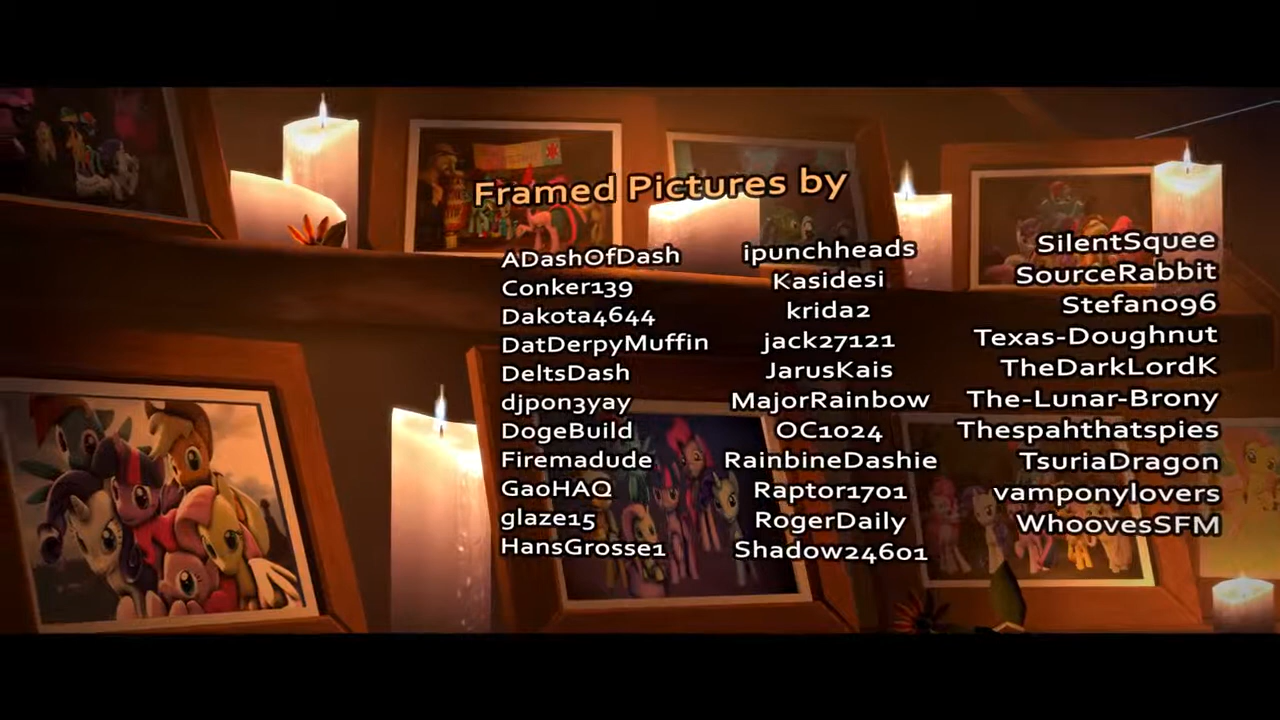 Framed Pictures by
ADashOfDash
Conker139
Dakota4644
DatDerpyMuffin
DeltsDash
djpon3yay
DogeBuild
Firemadude
GaoHAQ
glaze15
HansGrosse1
ipunchheads
Kasidesi
krida2
jack27121
JarusKais
MajorRainbow
OC1024
RainbineDashie
Raptor1701
RogerDaily
Shadow24601
SilentSquee
SourceRabbit
Stefano96
Texas-Doughnut
TheDarkLordK
The-Lunar-Brony
Thespahthatspies
TsuriaDragon
vamponylovers
WhoovesSFM